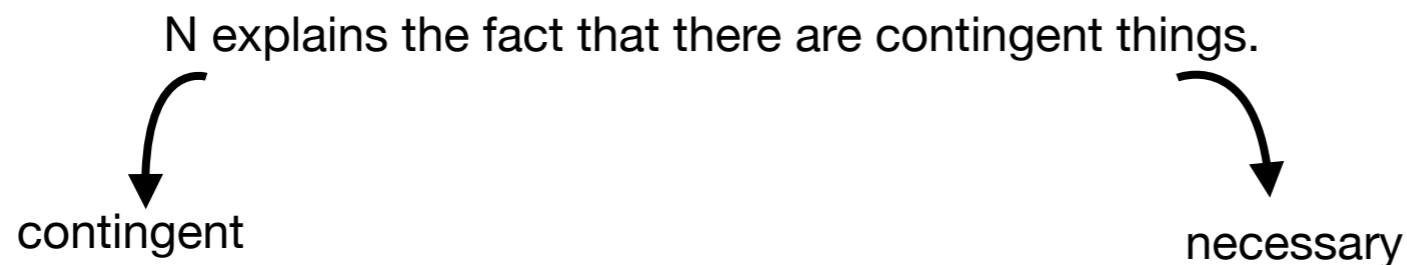 N explains the fact that there are contingent things.
contingent
necessary